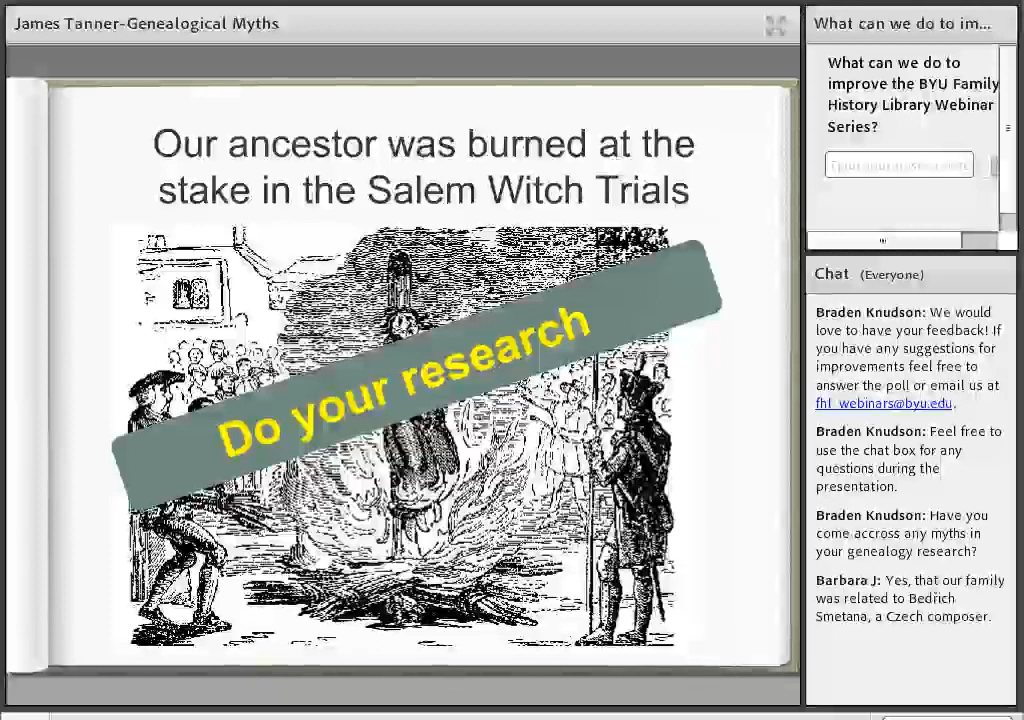 James Tanner-Genealogical Myths
Our ancestor was burned at the
stake in the Salem Witch Trials
Do your research
What can we do to im...
What can we do to
improve the BYU Family
History Library Webinar
Series?
Chat (Everyone)
Braden Knudson: We would
love to have your feedback! If
you have any suggestions for
improvements feel free to
answer the poll or email us at
fhl_webinars@byu.edu.
Braden Knudson: Feel free to
use the chat box for any
questions during the
presentation.
Braden Knudson: Have you
come accross any myths in
your genealogy research?
Barbara J: Yes, that our family
was related to Bedřich
Smetana, a Czech composer.